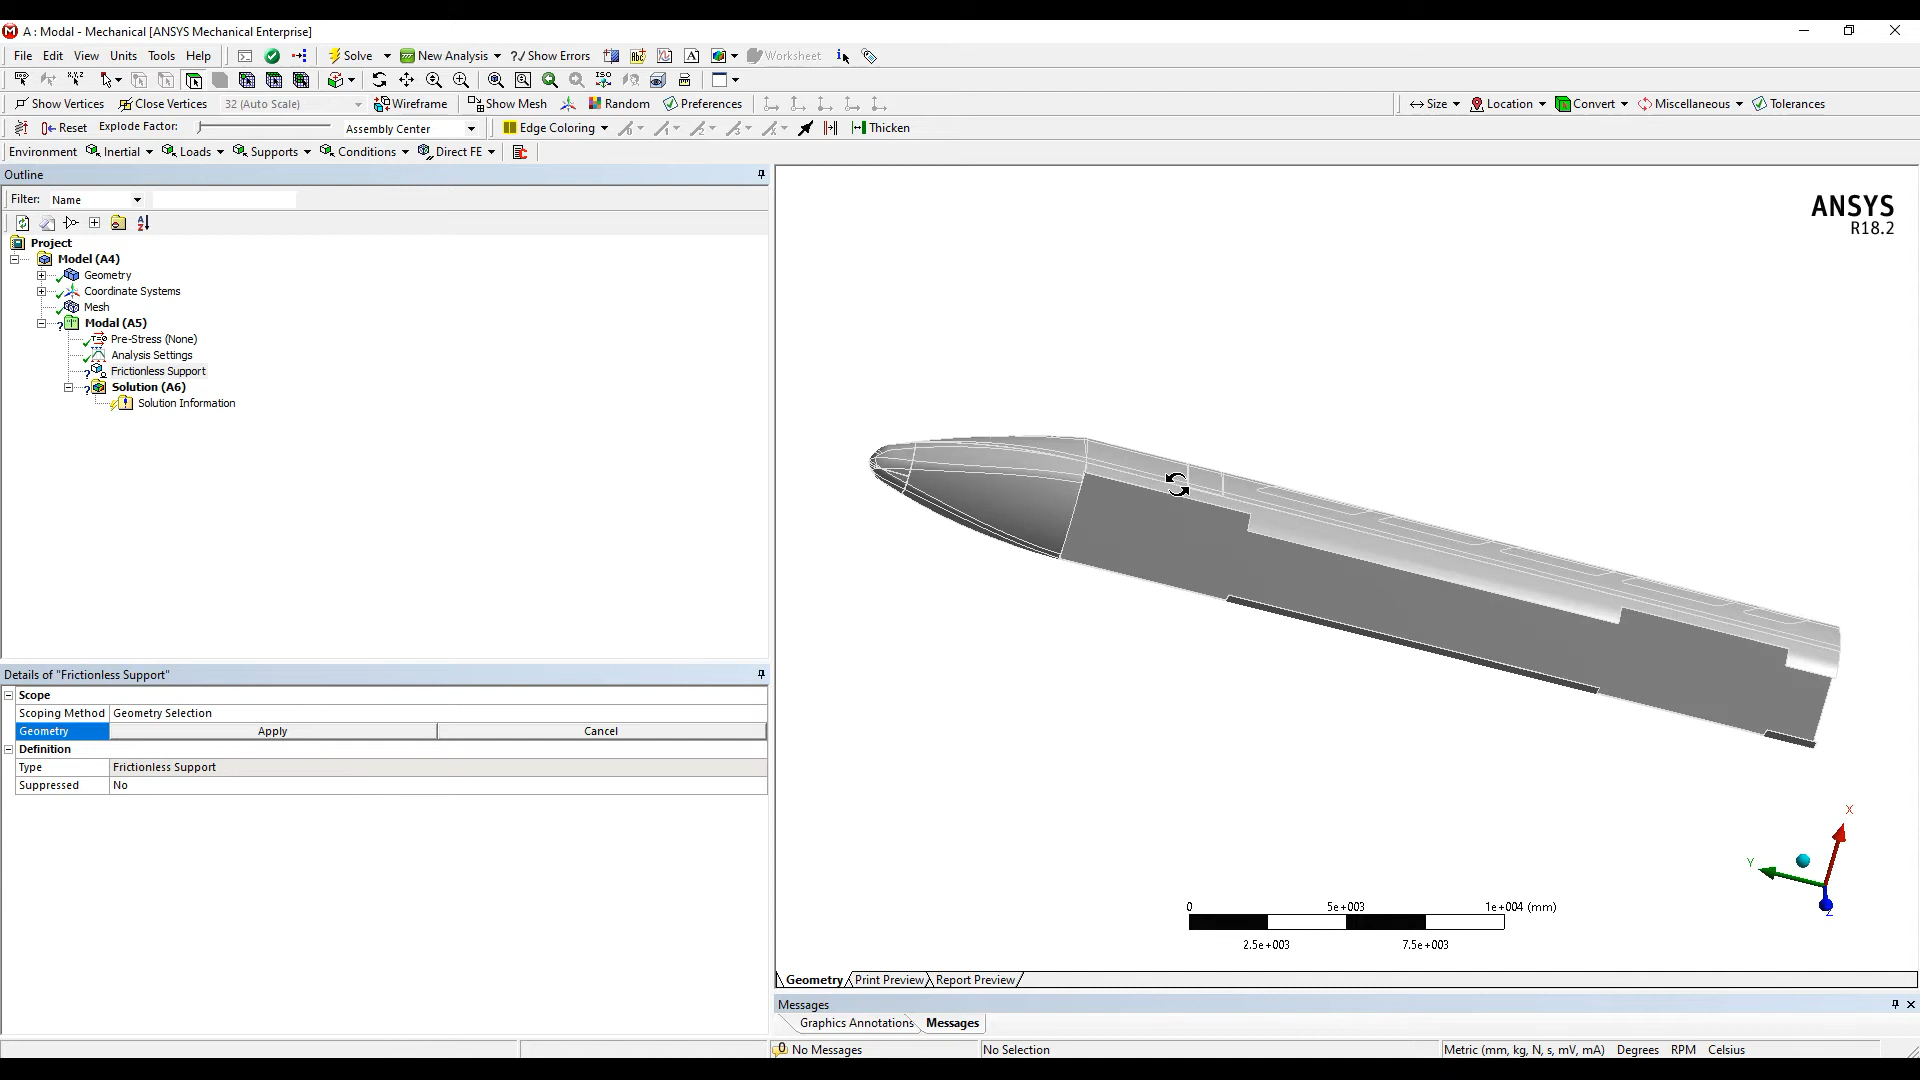 A : Modal - Mechanical [ANSYS Mechanical Enterprise]
File Edit View Units Tools Help Solve New Analysis ?/ Show Errors Worksheet
Show Vertices Close Vertices 32 (Auto Scale) Wireframe Show Mesh Random Preferences Size Location Convert Miscellaneous Tolerances
Reset Explode Factor: Assembly Center Edge Coloring Thicken
Environment Inertial Loads Supports Conditions Direct FE
Outline
Filter: Name
Project
Model (A4)
Geometry
Coordinate Systems
Mesh
Modal (A5)
Pre-Stress (None)
Analysis Settings
Frictionless Support
Solution (A6)
Solution Information
Details of "Frictionless Support"
Scope
Scoping Method Geometry Selection
Geometry Apply Cancel
Definition
Type Frictionless Support
Suppressed No
ANSYS
R18.2
X
Y
Z
0 5e+003 1e+004 (mm)
2.5e+003 7.5e+003
Geometry Print Preview Report Preview
Messages
Graphics Annotations Messages
0 No Messages No Selection Metric (mm, kg, N, s, mV, mA) Degrees RPM Celsius